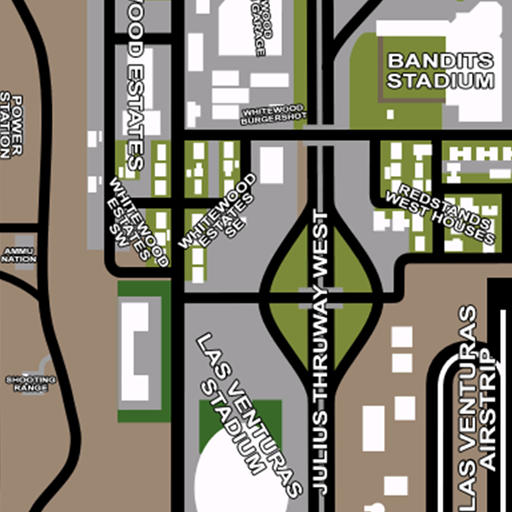 WOOD
GARAGE
OOD ESTATES
BANDITS
STADIUM
POWER
STATION
WHITEWOOD
BURGERSHOT
WHITEWOOD
ESTATES
SW
WHITEWOOD
ESTATES
SE
REDSTANDS
WEST HOUSES
AMMU
NATION
JULIUS THRUWAY WEST
SHOOTING
RANGE
LAS VENTURAS
STADIUM
LAS VENTURAS
AIRSTRIP